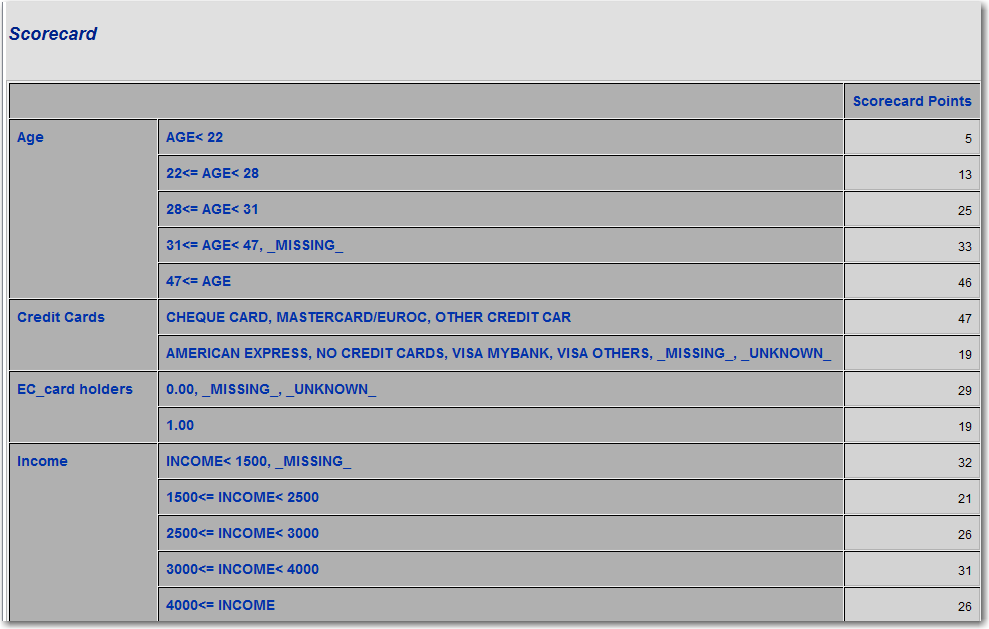 Scorecard
Scorecard Points
Age AGE< 22 5
22<= AGE< 28 13
28<= AGE< 31 25
31<= AGE< 47, _MISSING_ 33
47<= AGE 46
Credit Cards CHEQUE CARD, MASTERCARD/EUROC, OTHER CREDIT CAR 47
AMERICAN EXPRESS, NO CREDIT CARDS, VISA MYBANK, VISA OTHERS, _MISSING_, _UNKNOWN_ 19
EC_card holders 0.00, _MISSING_, _UNKNOWN_ 29
1.00 19
Income INCOME< 1500, _MISSING_ 32
1500<= INCOME< 2500 21
2500<= INCOME< 3000 26
3000<= INCOME< 4000 31
4000<= INCOME 26